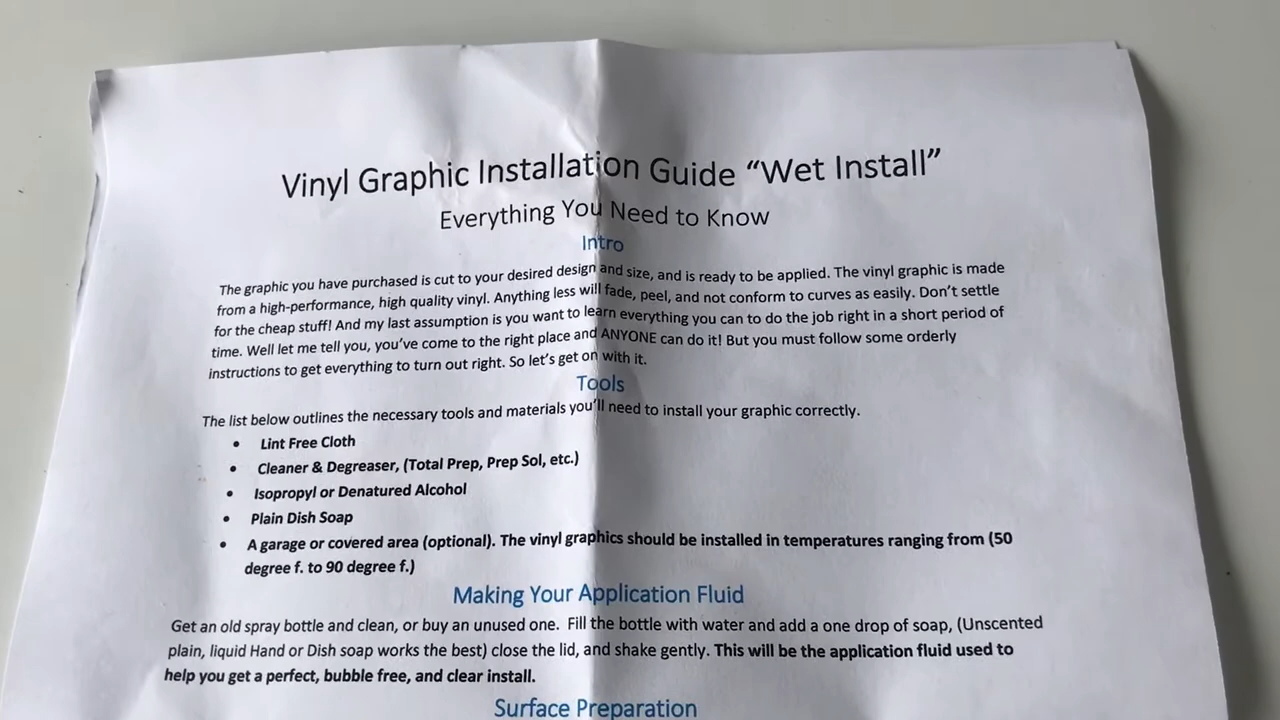 Vinyl Graphic Installation Guide “Wet Install”
Everything You Need to Know
Intro
The graphic you have purchased is cut to your desired design and size, and is ready to be applied. The vinyl graphic is made
from a high-performance, high quality vinyl. Anything less will fade, peel, and not conform to curves as easily. Don’t settle
for the cheap stuff! And my last assumption is you want to learn everything you can to do the job right in a short period of
time. Well let me tell you, you’ve come to the right place and ANYONE can do it! But you must follow some orderly
instructions to get everything to turn out right. So let’s get on with it.
Tools
The list below outlines the necessary tools and materials you’ll need to install your graphic correctly.
• Lint Free Cloth
• Cleaner & Degreaser, (Total Prep, Prep Sol, etc.)
• Isopropyl or Denatured Alcohol
• Plain Dish Soap
• A garage or covered area (optional). The vinyl graphics should be installed in temperatures ranging from (50
degree f. to 90 degree f.)
Making Your Application Fluid
Get an old spray bottle and clean, or buy an unused one. Fill the bottle with water and add a one drop of soap, (Unscented
plain, liquid Hand or Dish soap works the best) close the lid, and shake gently. This will be the application fluid used to
help you get a perfect, bubble free, and clear install.
Surface Preparation